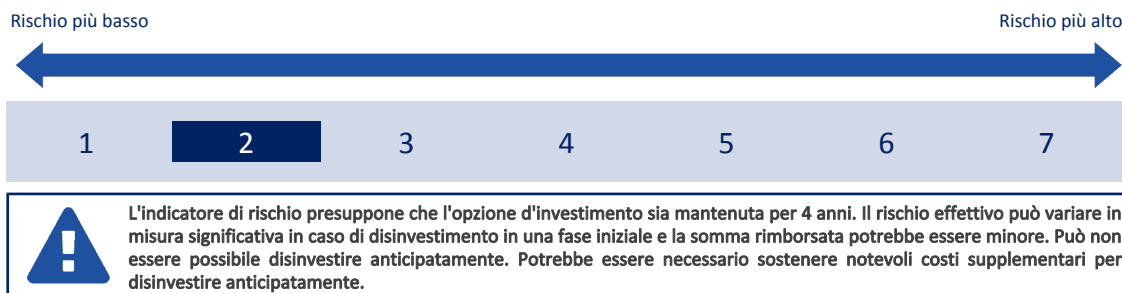 Rischio più basso Rischio più alto
1 2 3 4 5 6 7
L'indicatore di rischio presuppone che l'opzione d'investimento sia mantenuta per 4 anni. Il rischio effettivo può variare in
misura significativa in caso di disinvestimento in una fase iniziale e la somma rimborsata potrebbe essere minore. Può non
essere possibile disinvestire anticipatamente. Potrebbe essere necessario sostenere notevoli costi supplementari per
disinvestire anticipatamente.